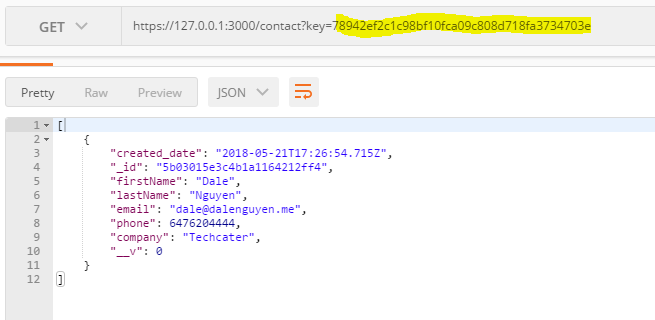 GET https://127.0.0.1:3000/contact?key=78942ef2c1c98bf10fca09c808d718fa3734703e
Pretty Raw Preview JSON
1 [
2 {
3 "created_date": "2018-05-21T17:26:54.715Z",
4 "_id": "5b03015e3c4b1a1164212ff4",
5 "firstName": "Dale",
6 "lastName": "Nguyen",
7 "email": "dale@dalenguyen.me",
8 "phone": 6476204444,
9 "company": "Techcater",
10 "__v": 0
11 }
12 ]